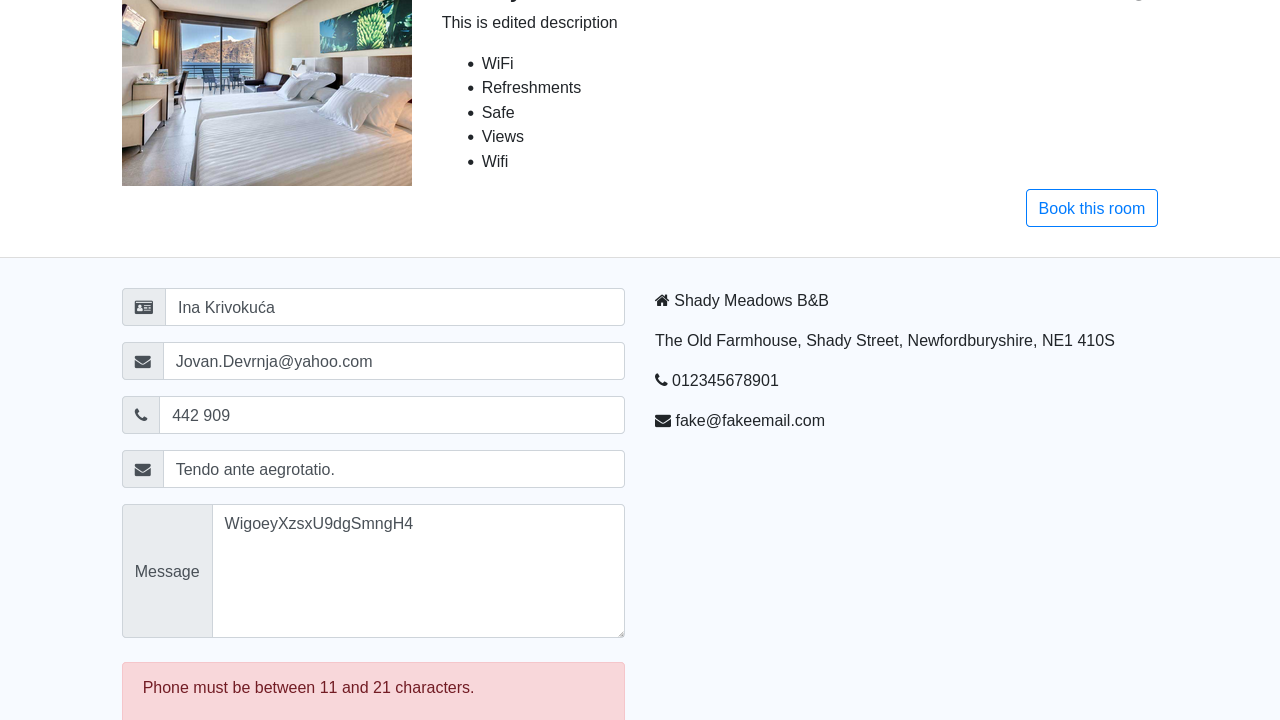 This is edited description
WiFi
Refreshments
Safe
Views
Wifi
Book this room
Ina Krivokuća
Jovan.Devrnja@yahoo.com
442 909
Tendo ante aegrotatio.
Message
WigoeyXzsxU9dgSmngH4
Phone must be between 11 and 21 characters.
Shady Meadows B&B
The Old Farmhouse, Shady Street, Newfordburyshire, NE1 410S
012345678901
fake@fakeemail.com